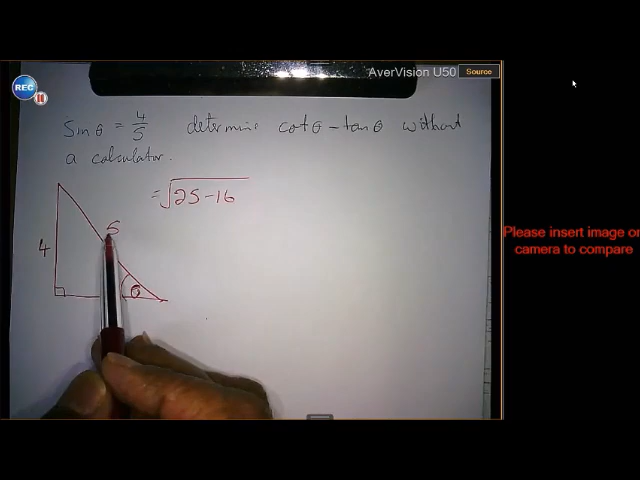 AverVision U50
Source
REC
sin θ = 4/5 determine cot θ - tan θ without
a calculator.
= √25-16
5
4
θ
Please insert image or
camera to compare